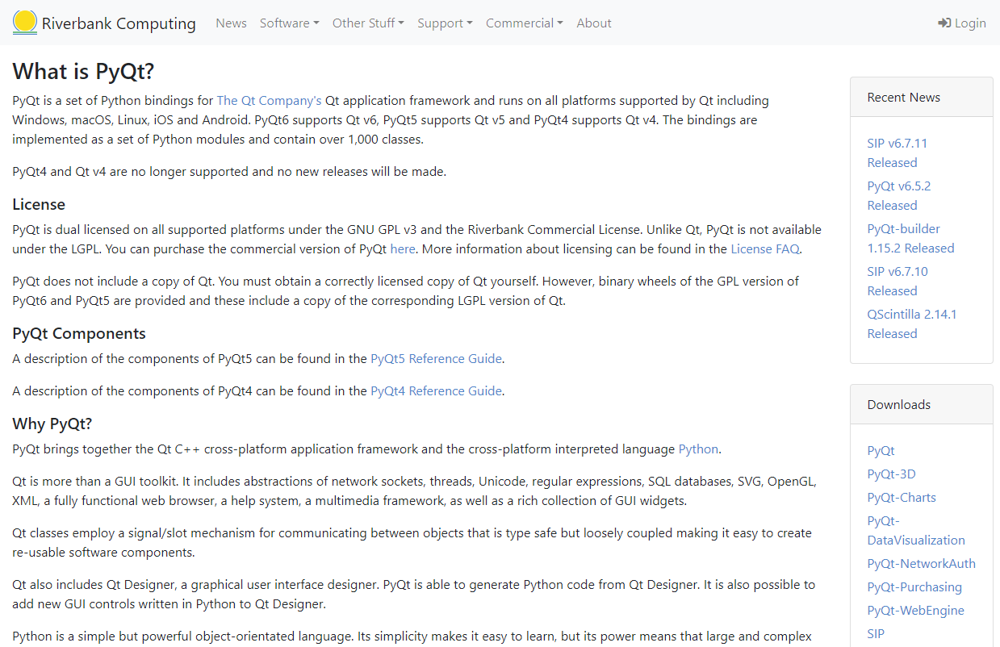 Riverbank Computing News Software Other Stuff Support Commercial About Login
What is PyQt?
PyQt is a set of Python bindings for The Qt Company's Qt application framework and runs on all platforms supported by Qt including
Windows, macOS, Linux, iOS and Android. PyQt6 supports Qt v6, PyQt5 supports Qt v5 and PyQt4 supports Qt v4. The bindings are
implemented as a set of Python modules and contain over 1,000 classes.
PyQt4 and Qt v4 are no longer supported and no new releases will be made.
License
PyQt is dual licensed on all supported platforms under the GNU GPL v3 and the Riverbank Commercial License. Unlike Qt, PyQt is not available
under the LGPL. You can purchase the commercial version of PyQt here. More information about licensing can be found in the License FAQ.
PyQt does not include a copy of Qt. You must obtain a correctly licensed copy of Qt yourself. However, binary wheels of the GPL version of
PyQt6 and PyQt5 are provided and these include a copy of the corresponding LGPL version of Qt.
PyQt Components
A description of the components of PyQt5 can be found in the PyQt5 Reference Guide.
A description of the components of PyQt4 can be found in the PyQt4 Reference Guide.
Why PyQt?
PyQt brings together the Qt C++ cross-platform application framework and the cross-platform interpreted language Python.
Qt is more than a GUI toolkit. It includes abstractions of network sockets, threads, Unicode, regular expressions, SQL databases, SVG, OpenGL,
XML, a fully functional web browser, a help system, a multimedia framework, as well as a rich collection of GUI widgets.
Qt classes employ a signal/slot mechanism for communicating between objects that is type safe but loosely coupled making it easy to create
re-usable software components.
Qt also includes Qt Designer, a graphical user interface designer. PyQt is able to generate Python code from Qt Designer. It is also possible to
add new GUI controls written in Python to Qt Designer.
Python is a simple but powerful object-orientated language. Its simplicity makes it easy to learn, but its power means that large and complex
Recent News
SIP v6.7.11
Released
PyQt v6.5.2
Released
PyQt-builder
1.15.2 Released
SIP v6.7.10
Released
QScintilla 2.14.1
Released
Downloads
PyQt
PyQt-3D
PyQt-Charts
PyQt-
DataVisualization
PyQt-NetworkAuth
PyQt-Purchasing
PyQt-WebEngine
SIP